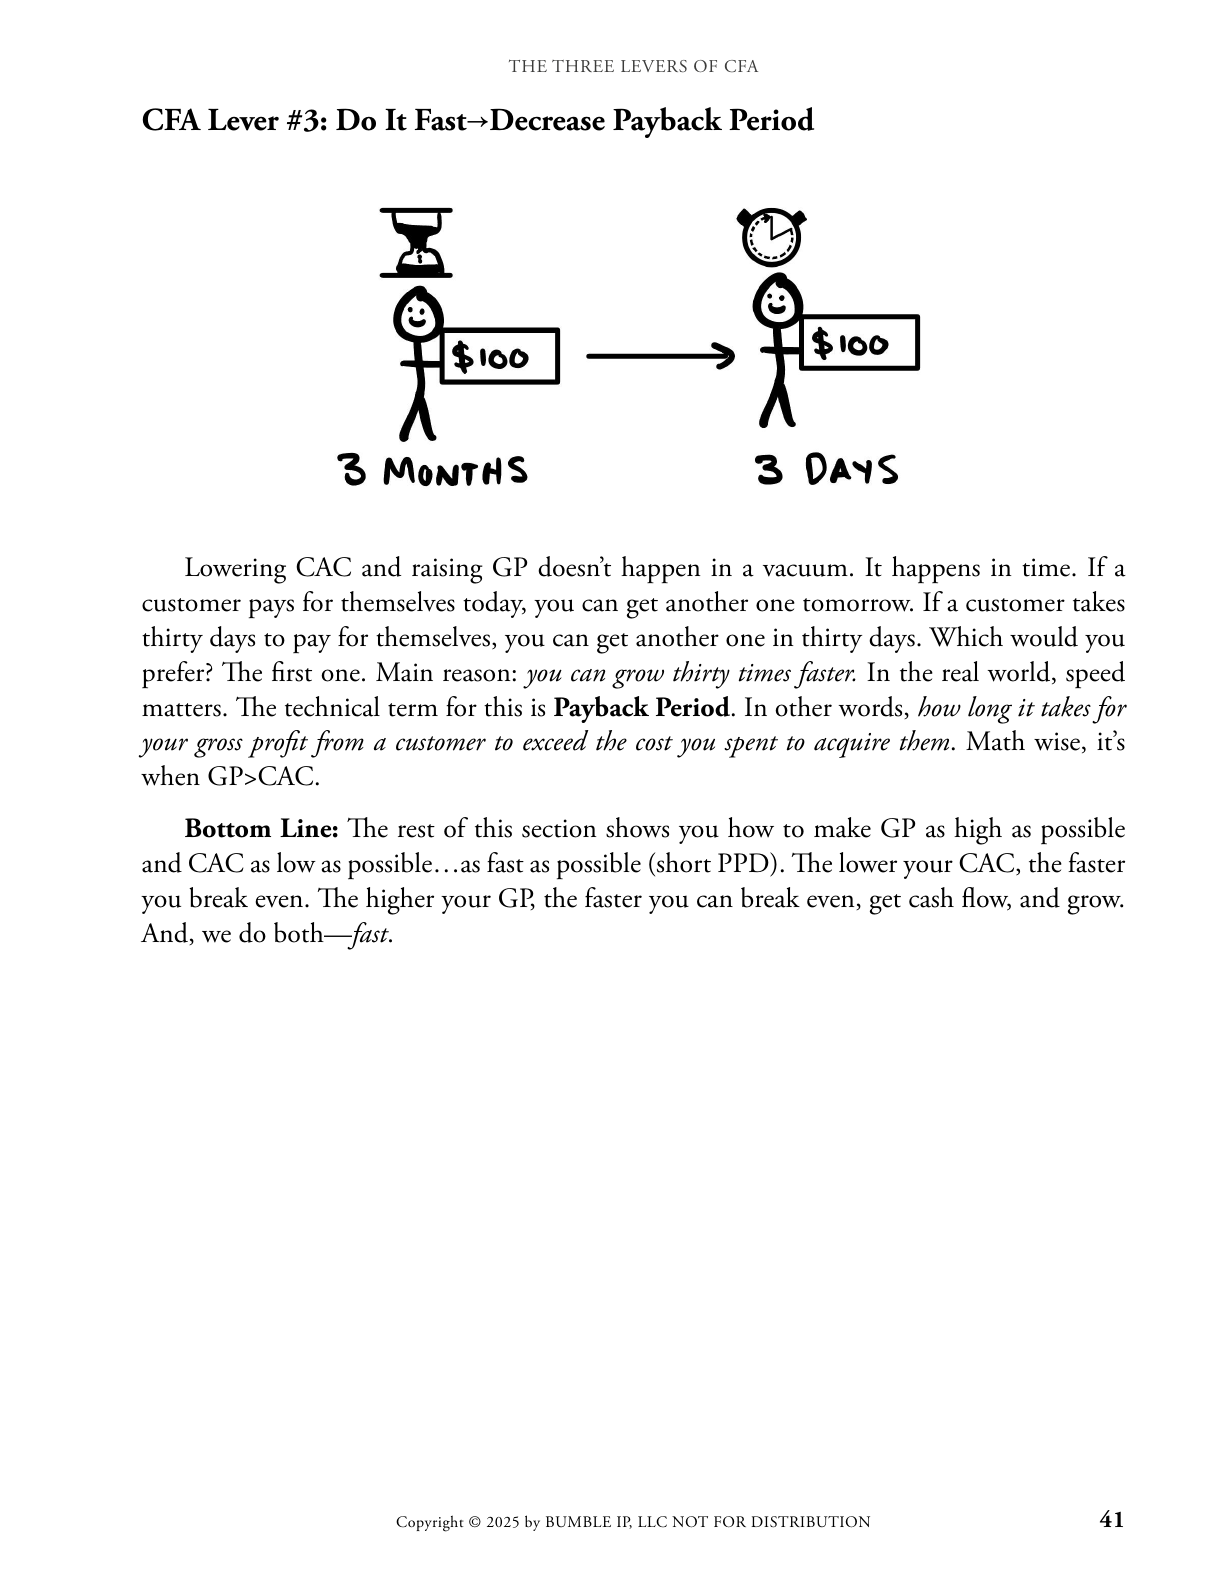 THE THREE LEVERS OF CFA
CFA Lever #3: Do It Fast→Decrease Payback Period
$100
$100
3 MONTHS
3 DAYS
Lowering CAC and raising GP doesn’t happen in a vacuum. It happens in time. If a
customer pays for themselves today, you can get another one tomorrow. If a customer takes
thirty days to pay for themselves, you can get another one in thirty days. Which would you
prefer? The first one. Main reason: you can grow thirty times faster. In the real world, speed
matters. The technical term for this is Payback Period. In other words, how long it takes for
your gross profit from a customer to exceed the cost you spent to acquire them. Math wise, it’s
when GP>CAC.
Bottom Line: The rest of this section shows you how to make GP as high as possible
and CAC as low as possible…as fast as possible (short PPD). The lower your CAC, the faster
you break even. The higher your GP, the faster you can break even, get cash flow, and grow.
And, we do both—fast.
Copyright © 2025 by BUMBLE IP, LLC NOT FOR DISTRIBUTION
41